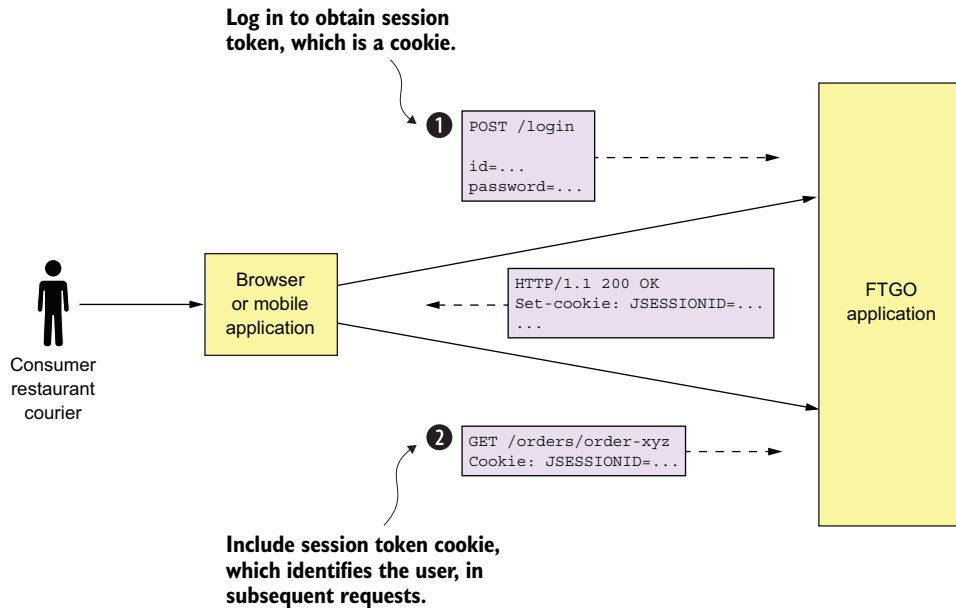 Log in to obtain session
token, which is a cookie.
1
POST /login
id=...
password=...
Browser
or mobile
application
HTTP/1.1 200 OK
Set-cookie: JSESSIONID=...
...
FTGO
application
Consumer
restaurant
courier
2
GET /orders/order-xyz
Cookie: JSESSIONID=...
Include session token cookie,
which identifies the user, in
subsequent requests.